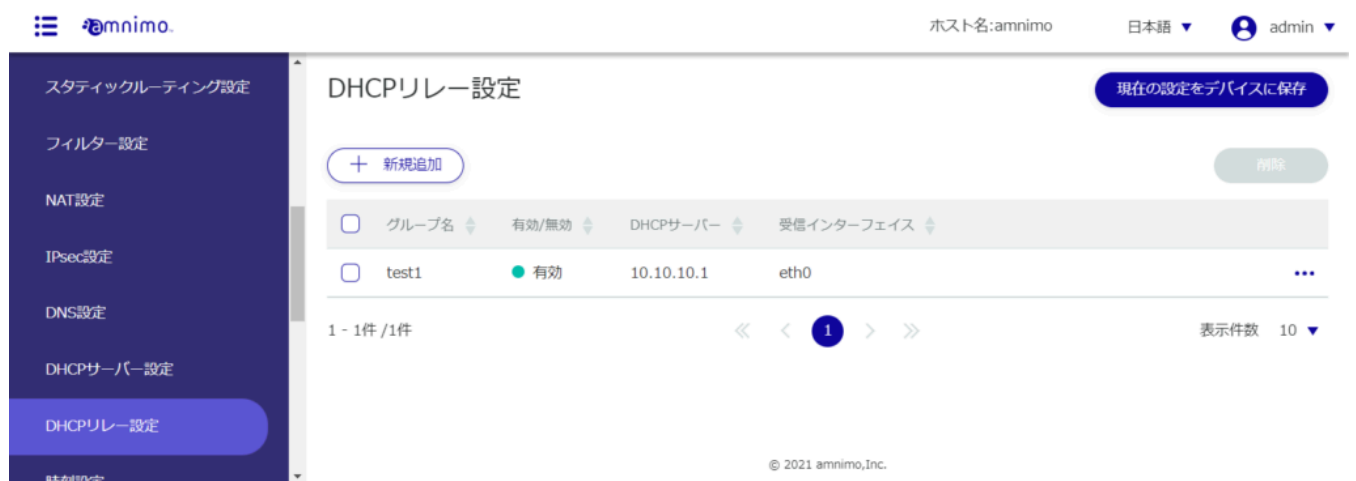 amnimo.
ホスト名:amnimo
日本語
admin
スタティックルーティング設定
フィルター設定
NAT設定
IPsec設定
DNS設定
DHCPサーバー設定
DHCPリレー設定
時刻設定
DHCPリレー設定
現在の設定をデバイスに保存
新規追加
削除
グループ名 有効/無効 DHCPサーバー 受信インターフェイス
test1 有効 10.10.10.1 eth0
1 - 1件 /1件
1
表示件数 10
© 2021 amnimo,Inc.